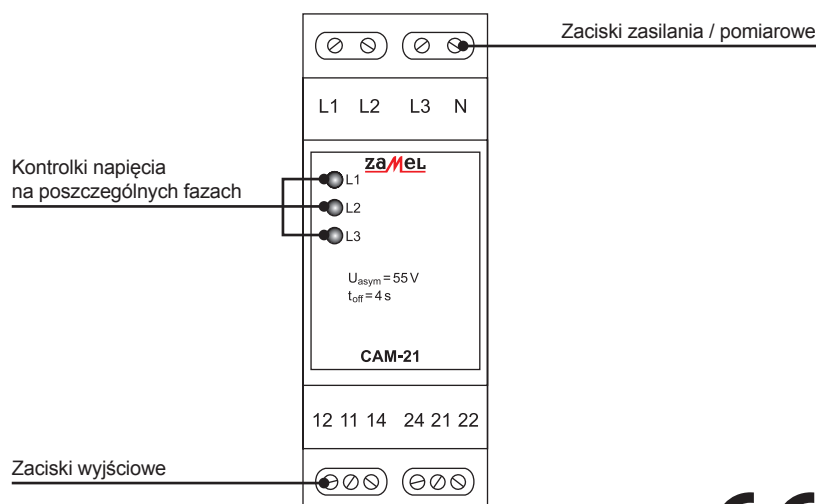 Zaciski zasilania / pomiarowe
L1 L2 L3 N
Kontrolki napięcia
na poszczególnych fazach
zamel
L1
L2
L3
Uasym = 55 V
toff = 4 s
CAM-21
12 11 14 24 21 22
Zaciski wyjściowe
CE